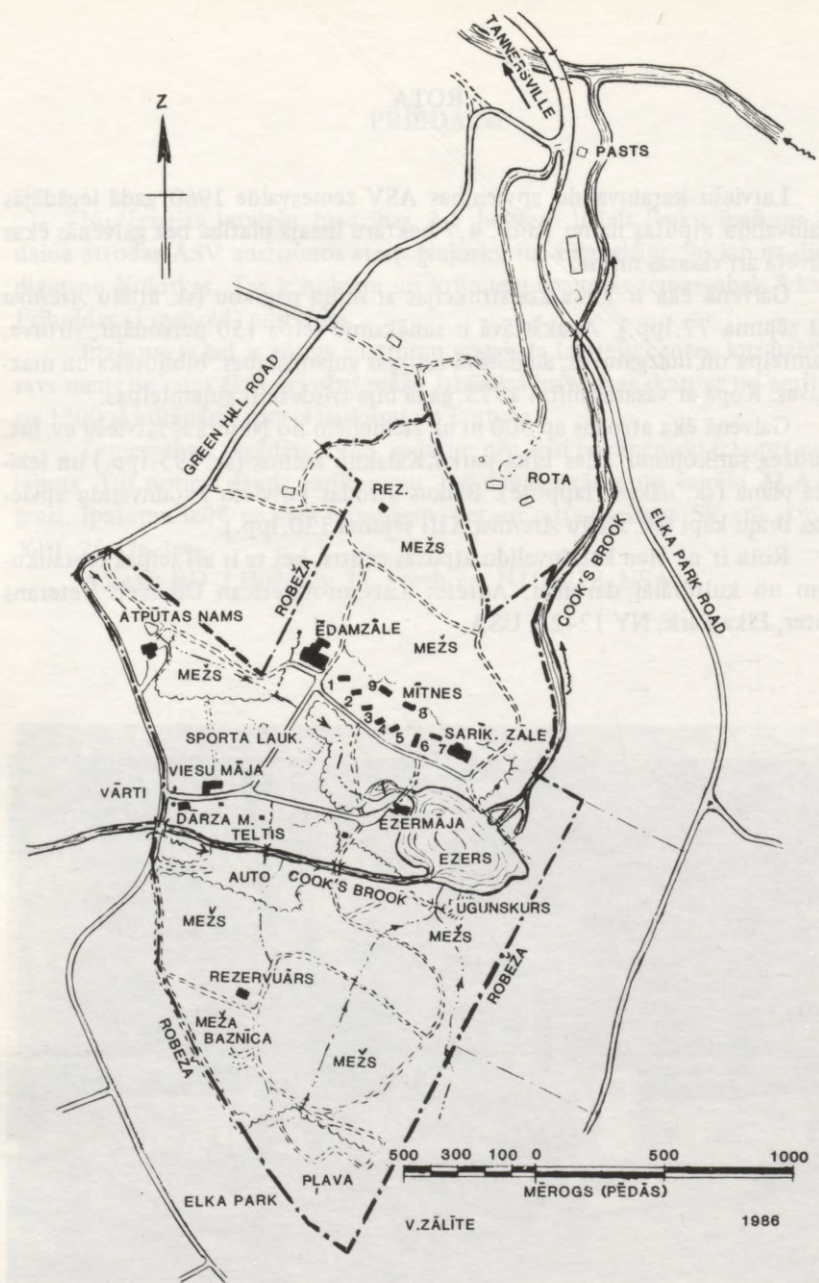 Z
TANNERSVILLE
PASTS
GREEN HILL ROAD
REZ.
ROTA
MEŽS
ROBEŽA
COOK'S BROOK
ELKA PARK ROAD
ATPŪTAS NAMS
ĒDAMZĀLE
MEŽS
MEŽS
1
9
MĪTNES
2
8
3
4
5
6
7
SARĪK. ZĀLE
SPORTA LAUK.
VIESU MĀJA
VĀRTI
DĀRZA M.
EZERMĀJA
TELTIS
EZERS
AUTO
COOK'S BROOK
UGUNSKURS
MEŽS
MEŽS
REZERVUĀRS
ROBEŽA
MEŽA
BAZNĪCA
ROBEŽA
MEŽS
PLAVA
ELKA PARK
500 300 100 0 500 1000
MĒROGS (PĒDĀS)
V.ZĀLĪTE
1986